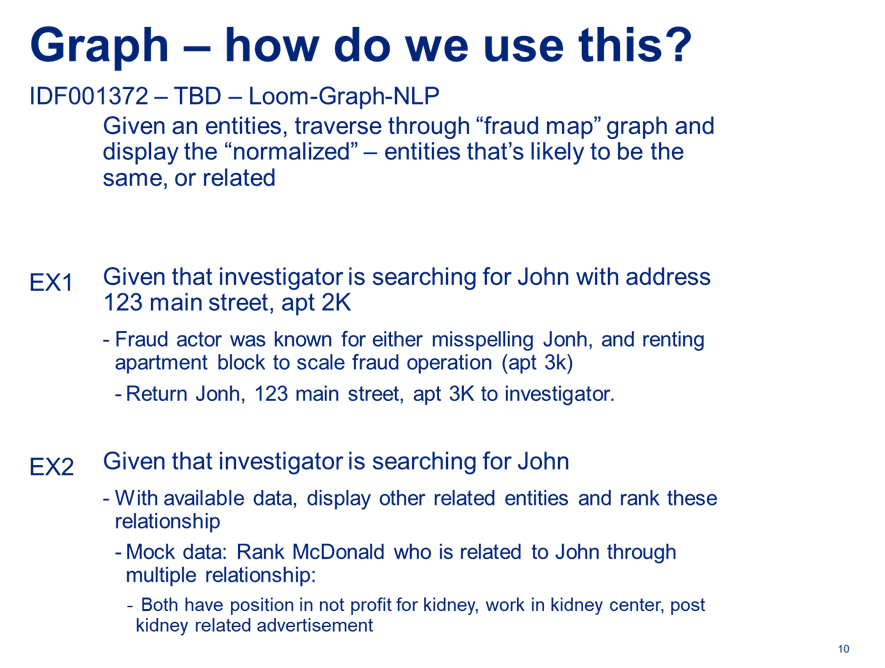 Graph – how do we use this?
IDF001372 – TBD – Loom-Graph-NLP
Given an entities, traverse through “fraud map” graph and
display the “normalized” – entities that’s likely to be the
same, or related
EX1 Given that investigator is searching for John with address
123 main street, apt 2K
- Fraud actor was known for either misspelling Jonh, and renting
apartment block to scale fraud operation (apt 3k)
- Return Jonh, 123 main street, apt 3K to investigator.
EX2 Given that investigator is searching for John
- With available data, display other related entities and rank these
relationship
- Mock data: Rank McDonald who is related to John through
multiple relationship:
- Both have position in not profit for kidney, work in kidney center, post
kidney related advertisement
10